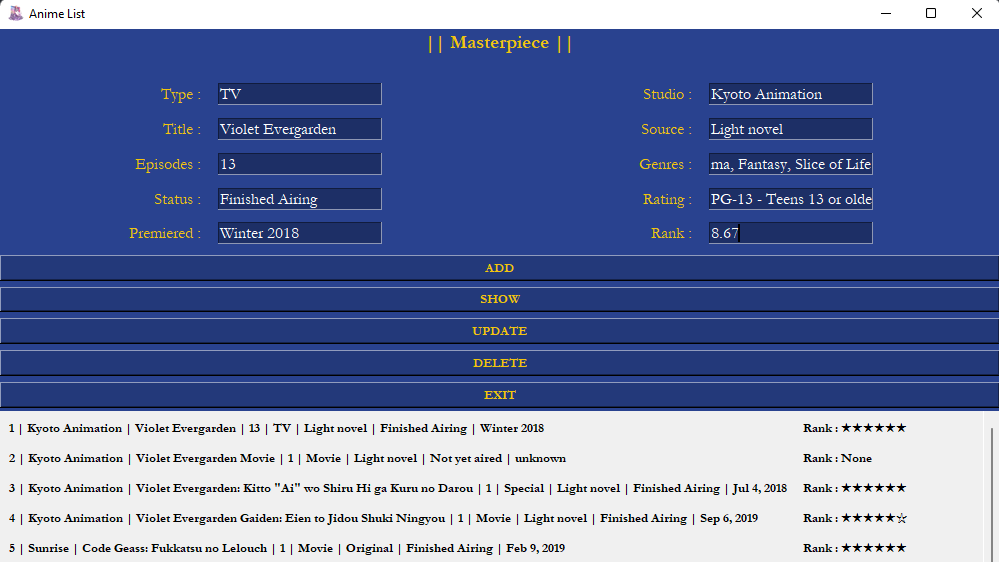 Anime List
|| Masterpiece ||
Type : TV Studio : Kyoto Animation
Title : Violet Evergarden Source : Light novel
Episodes : 13 Genres : ma, Fantasy, Slice of Life
Status : Finished Airing Rating : PG-13 - Teens 13 or olde
Premiered : Winter 2018 Rank : 8.67
ADD
SHOW
UPDATE
DELETE
EXIT
1 | Kyoto Animation | Violet Evergarden | 13 | TV | Light novel | Finished Airing | Winter 2018 Rank : ★★★★★★
2 | Kyoto Animation | Violet Evergarden Movie | 1 | Movie | Light novel | Not yet aired | unknown Rank : None
3 | Kyoto Animation | Violet Evergarden: Kitto "Ai" wo Shiru Hi ga Kuru no Darou | 1 | Special | Light novel | Finished Airing | Jul 4, 2018 Rank : ★★★★★★
4 | Kyoto Animation | Violet Evergarden Gaiden: Eien to Jidou Shuki Ningyou | 1 | Movie | Light novel | Finished Airing | Sep 6, 2019 Rank : ★★★★★☆
5 | Sunrise | Code Geass: Fukkatsu no Lelouch | 1 | Movie | Original | Finished Airing | Feb 9, 2019 Rank : ★★★★★★